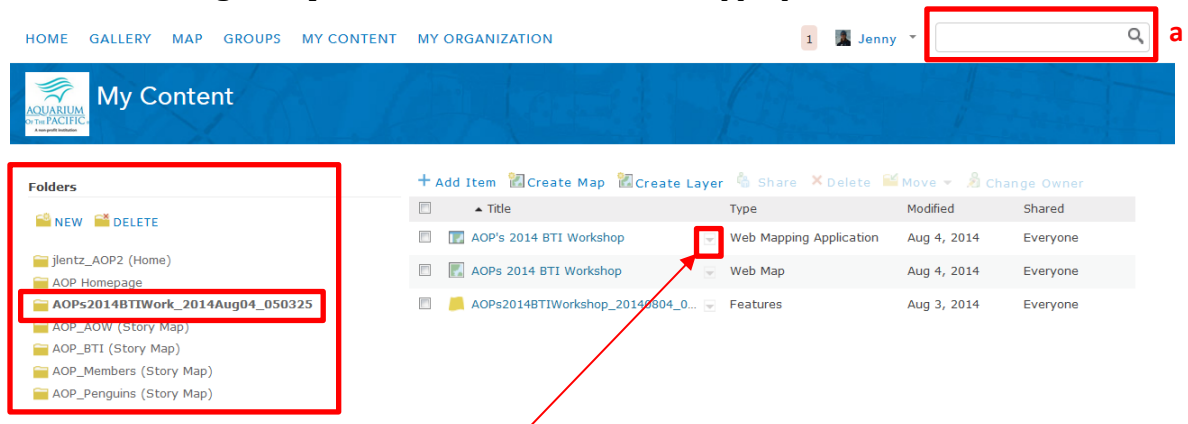 HOME GALLERY MAP GROUPS MY CONTENT MY ORGANIZATION 1 Jenny
a
AQUARIUM
OF THE PACIFIC
A non-profit institution
My Content
Folders
NEW DELETE
jlentz_AOP2 (Home)
AOP Homepage
AOPs2014BTIWork_2014Aug04_050325
AOP_AOW (Story Map)
AOP_BTI (Story Map)
AOP_Members (Story Map)
AOP_Penguins (Story Map)
+ Add Item Create Map Create Layer Share Delete Move Change Owner
Title Type Modified Shared
AOP's 2014 BTI Workshop Web Mapping Application Aug 4, 2014 Everyone
AOPs 2014 BTI Workshop Web Map Aug 4, 2014 Everyone
AOPs2014BTIWorkshop_20140804_0... Features Aug 3, 2014 Everyone